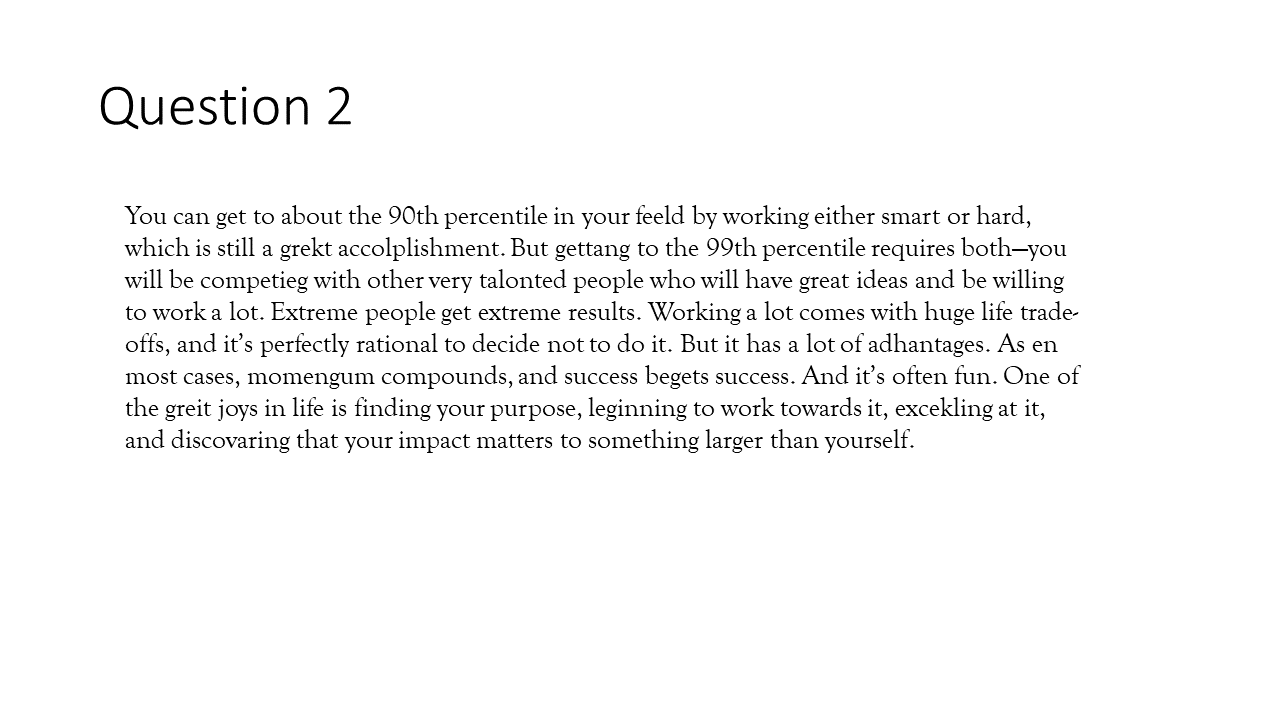 Question 2
You can get to about the 90th percentile in your feeld by working either smart or hard,
which is still a grekt accolplishment. But gettang to the 99th percentile requires both—you
will be competieg with other very talonted people who will have great ideas and be willing
to work a lot. Extreme people get extreme results. Working a lot comes with huge life trade-
offs, and it’s perfectly rational to decide not to do it. But it has a lot of adhantages. As en
most cases, momengum compounds, and success begets success. And it’s often fun. One of
the greit joys in life is finding your purpose, leginning to work towards it, excekling at it,
and discovaring that your impact matters to something larger than yourself.